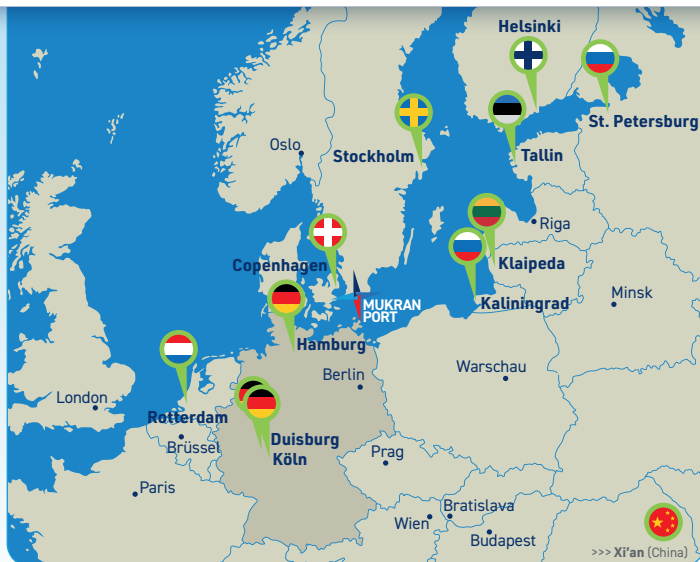 Helsinki
St. Petersburg
Oslo
Stockholm
Tallin
Riga
Copenhagen
Klaipeda
Kaliningrad
Minsk
MUKRAN
PORT
Hamburg
Berlin
Warschau
London
Rotterdam
Brüssel
Duisburg
Köln
Prag
Paris
Bratislava
Wien
Budapest
>>> Xi'an (China)